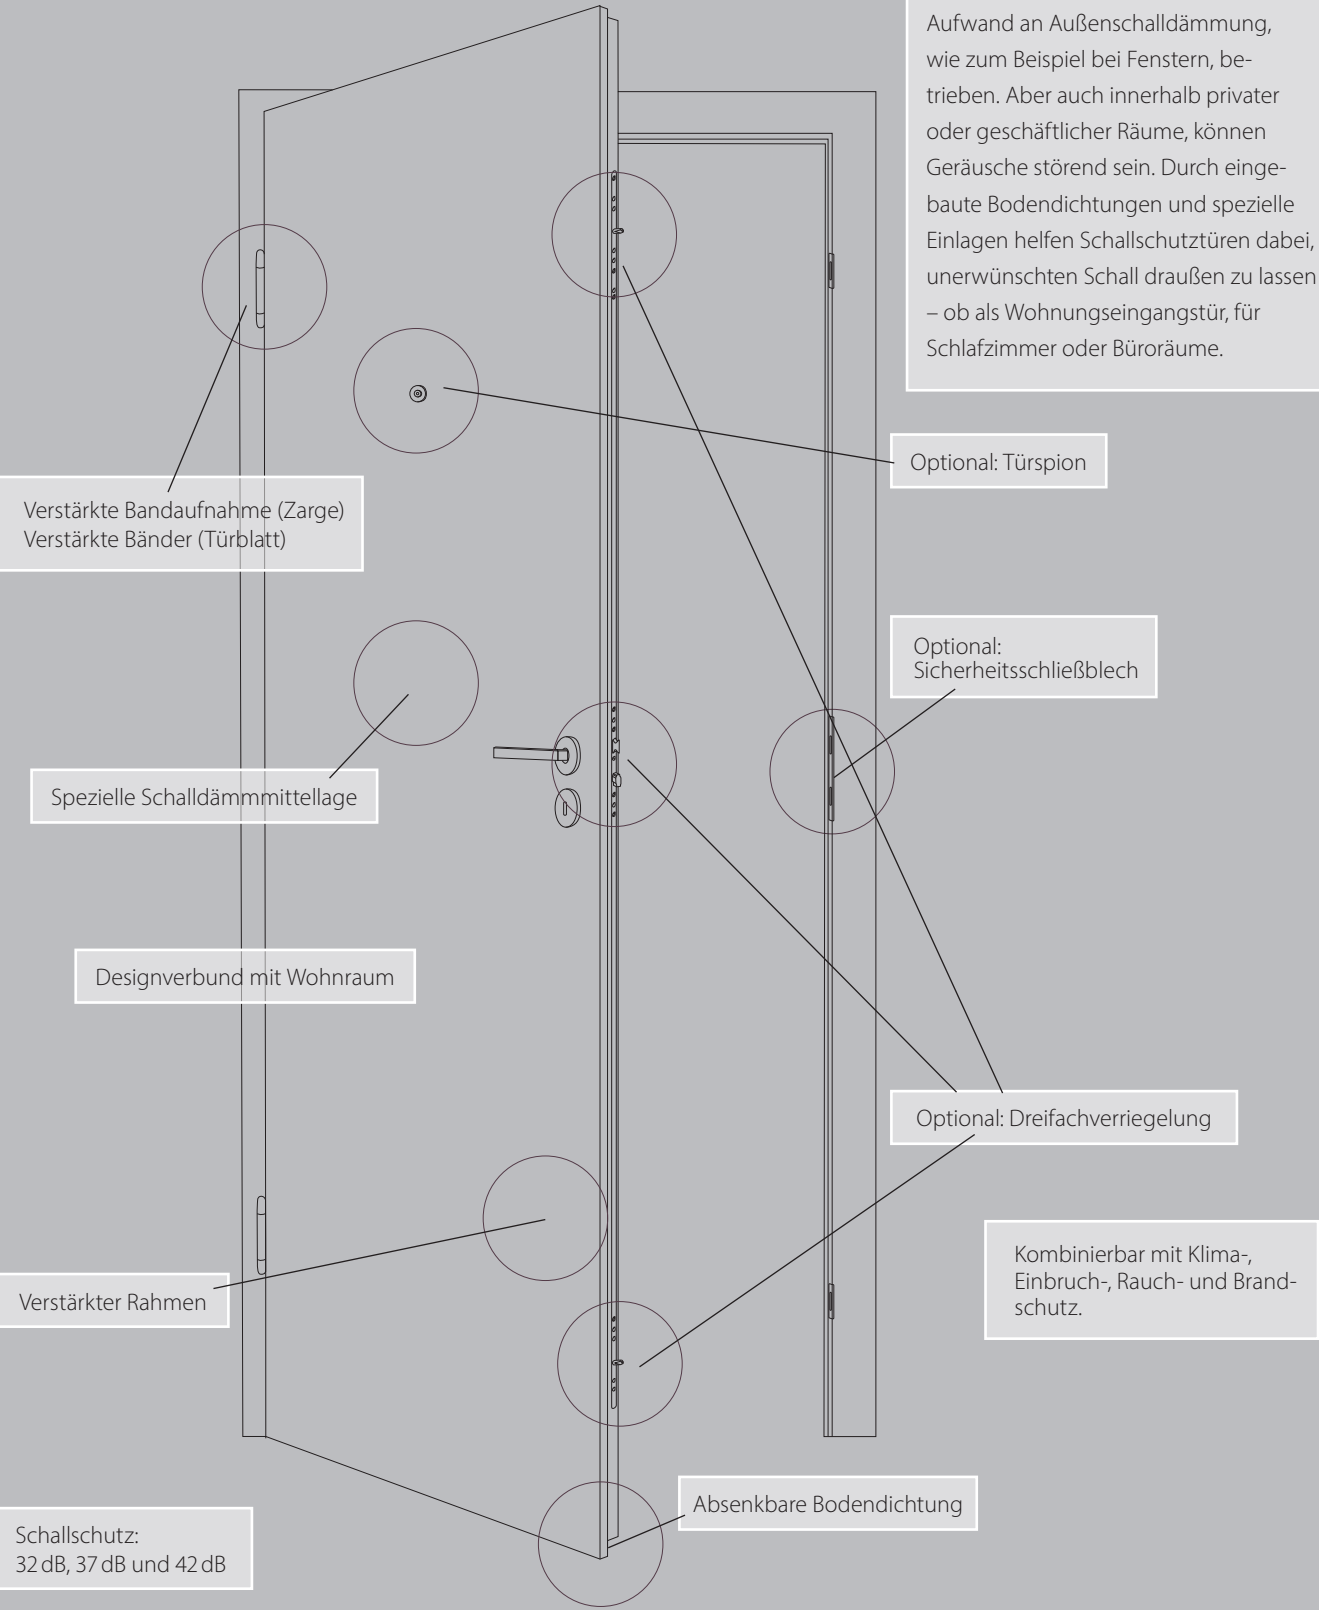 Aufwand an Außenschalldämmung,
wie zum Beispiel bei Fenstern, be-
trieben. Aber auch innerhalb privater
oder geschäftlicher Räume, können
Geräusche störend sein. Durch einge-
baute Bodendichtungen und spezielle
Einlagen helfen Schallschutztüren dabei,
unerwünschten Schall draußen zu lassen
– ob als Wohnungseingangstür, für
Schlafzimmer oder Büroräume.
Optional: Türspion
Verstärkte Bandaufnahme (Zarge)
Verstärkte Bänder (Türblatt)
Optional:
Sicherheitsschließblech
Spezielle Schalldämmmittellage
Designverbund mit Wohnraum
Optional: Dreifachverriegelung
Kombinierbar mit Klima-,
Einbruch-, Rauch- und Brand-
schutz.
Verstärkter Rahmen
Absenkbare Bodendichtung
Schallschutz:
32 dB, 37 dB und 42 dB